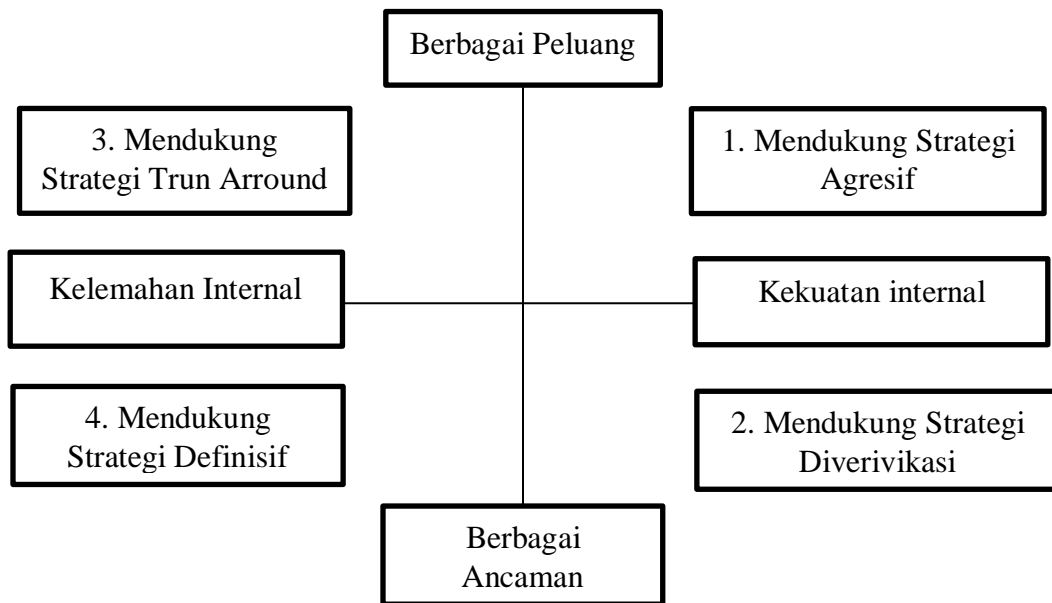 Berbagai Peluang
3. Mendukung
Strategi Trun Arround
1. Mendukung Strategi
Agresif
Kelemahan Internal
Kekuatan internal
4. Mendukung
Strategi Definisif
2. Mendukung Strategi
Diverivikasi
Berbagai
Ancaman